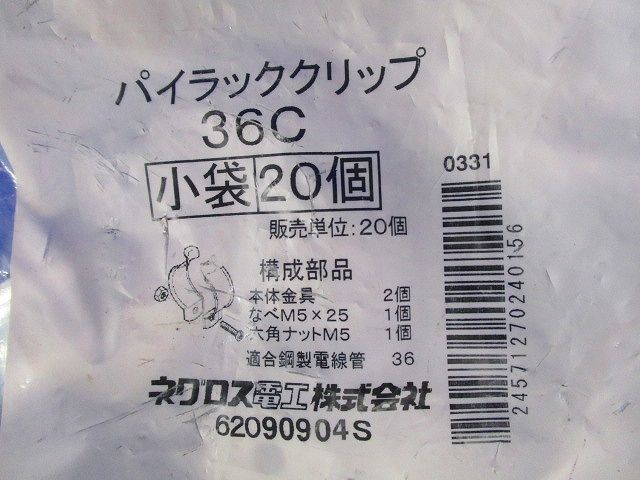 パイラッククリップ
36C
小袋 20個
販売単位:20個
構成部品
本体金具 2個
なべM5×25 1個
六角ナットM5 1個
適合鋼製電線管 36
ネグロス電工株式会社
62090904S
0331
2457127024015​6